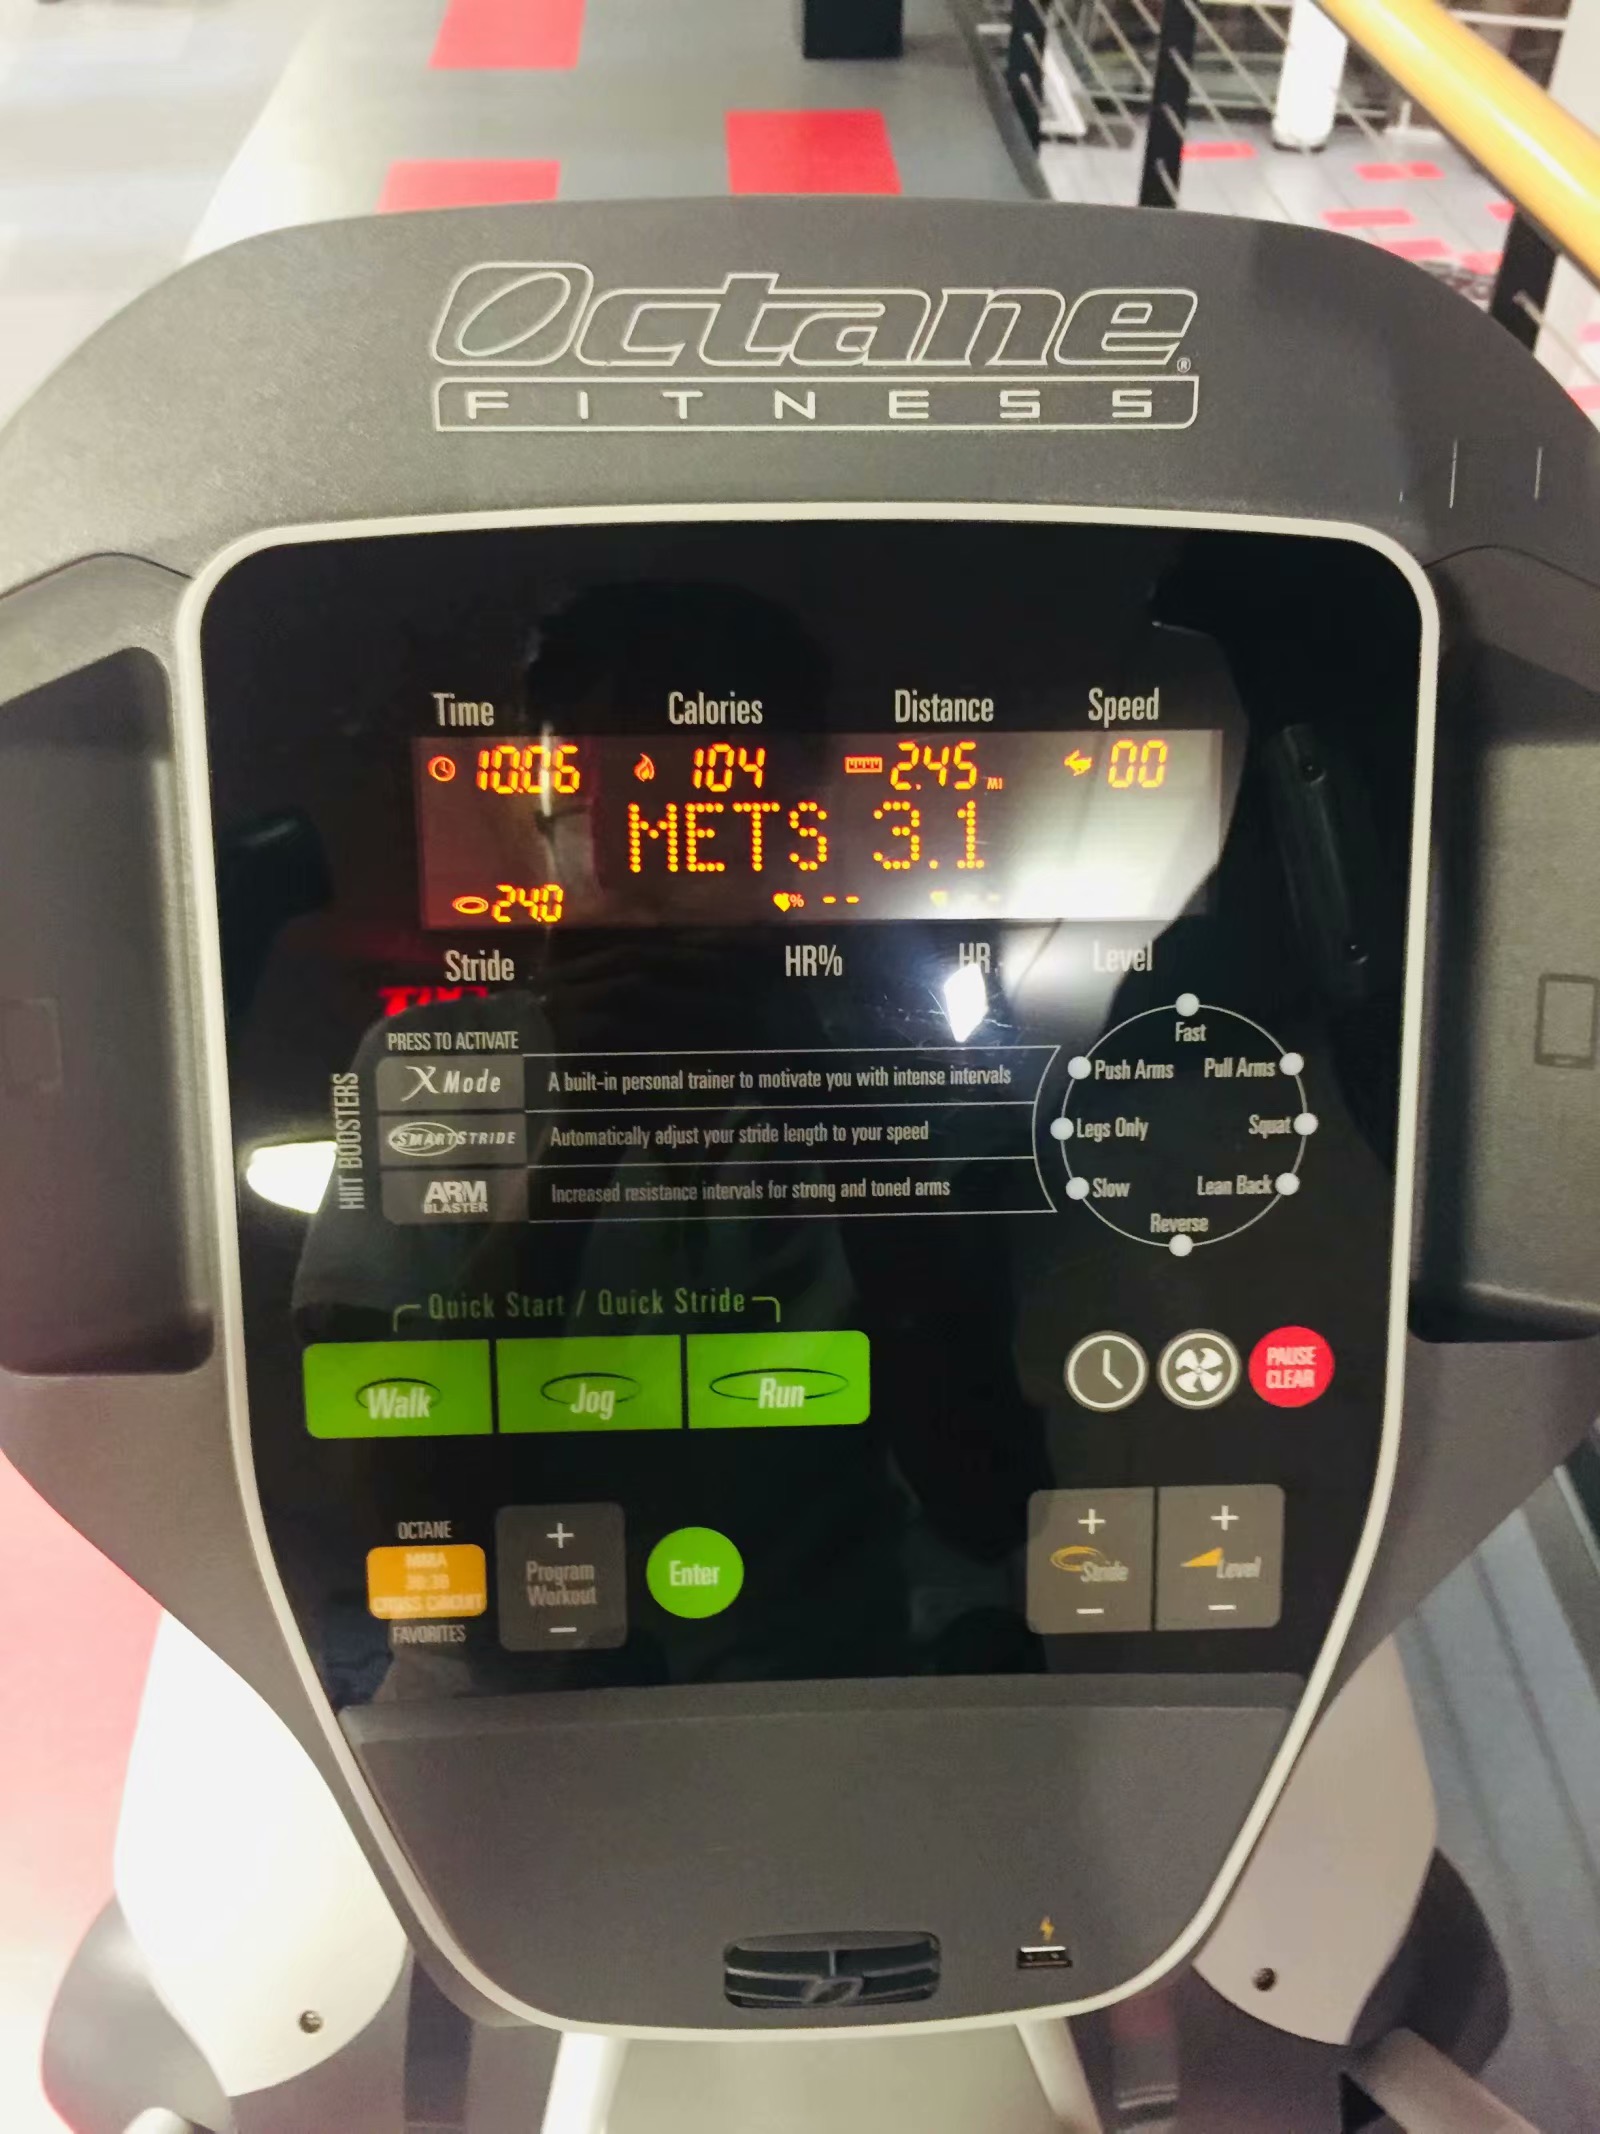 Octane®
FITNESS
Time Calories Distance Speed
10:06 104 2.45 MI 00
METS 3.1
24.0 % -- --
Stride HR% HR Level
PRESS TO ACTIVATE
HIIT BOOSTERS
X Mode A built-in personal trainer to motivate you with intense intervals
SMARTSTRIDE Automatically adjust your stride length to your speed
ARM BLASTER Increased resistance intervals for strong and toned arms
Fast
Push Arms Pull Arms
Legs Only Squat
Slow Lean Back
Reverse
Quick Start / Quick Stride
Walk Jog Run
PAUSE
CLEAR
OCTANE
MMA
30:30
CROSS CIRCUIT
FAVORITES
+
Program
Workout
−
Enter
+ +
Stride Level
− −